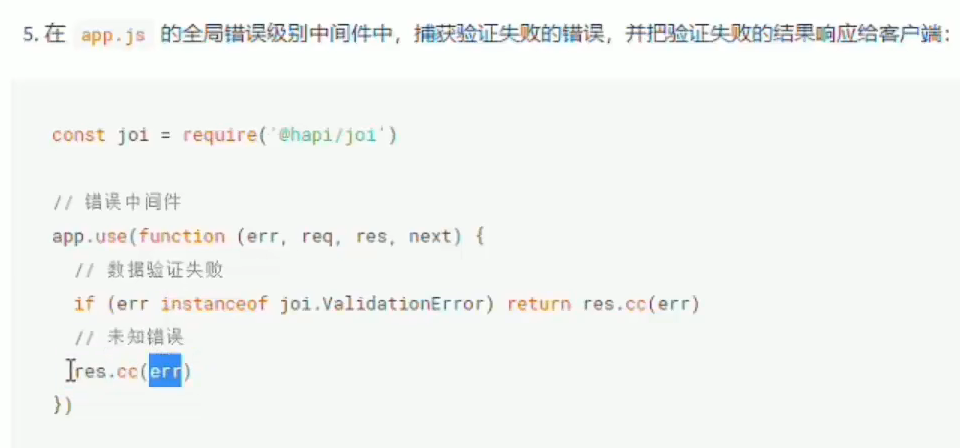 5. 在 app.js 的全局错误级别中间件中，捕获验证失败的错误，并把验证失败的结果响应给客户端：
const joi = require('@hapi/joi')
// 错误中间件
app.use(function (err, req, res, next) {
// 数据验证失败
if (err instanceof joi.ValidationError) return res.cc(err)
// 未知错误
res.cc(err)
})